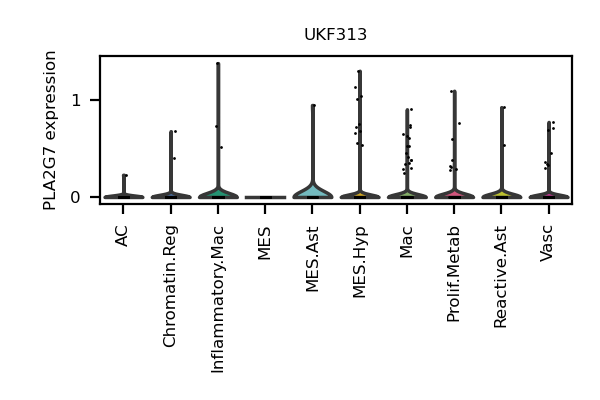 UKF313
PLA2G7 expression
1
0
AC
Chromatin.Reg
Inflammatory.Mac
MES
MES.Ast
MES.Hyp
Mac
Prolif.Metab
Reactive.Ast
Vasc